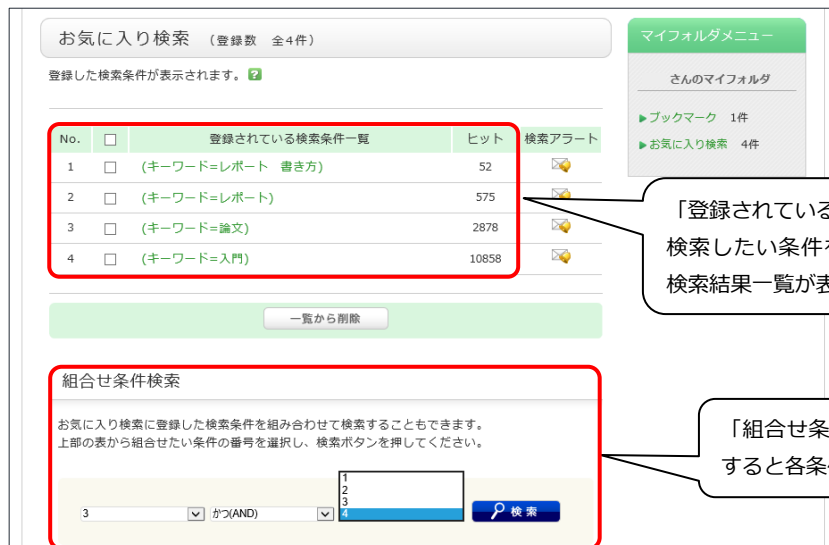 お気に入り検索 (登録数 全4件)
登録した検索条件が表示されます。
No. 登録されている検索条件一覧 ヒット 検索アラート
1 (キーワード=レポート 書き方) 52
2 (キーワード=レポート) 575
3 (キーワード=論文) 2878
4 (キーワード=入門) 10858
一覧から削除
マイフォルダメニュー
さんのマイフォルダ
▶ブックマーク 1件
▶お気に入り検索 4件
「登録されている
検索したい条件
検索結果一覧が
組合せ条件検索
お気に入り検索に登録した検索条件を組み合わせて検索することもできます。
上部の表から組合せたい条件の番号を選択し、検索ボタンを押してください。
1
2
3
4
3 かつ(AND) 検索
「組合せ条
すると各条